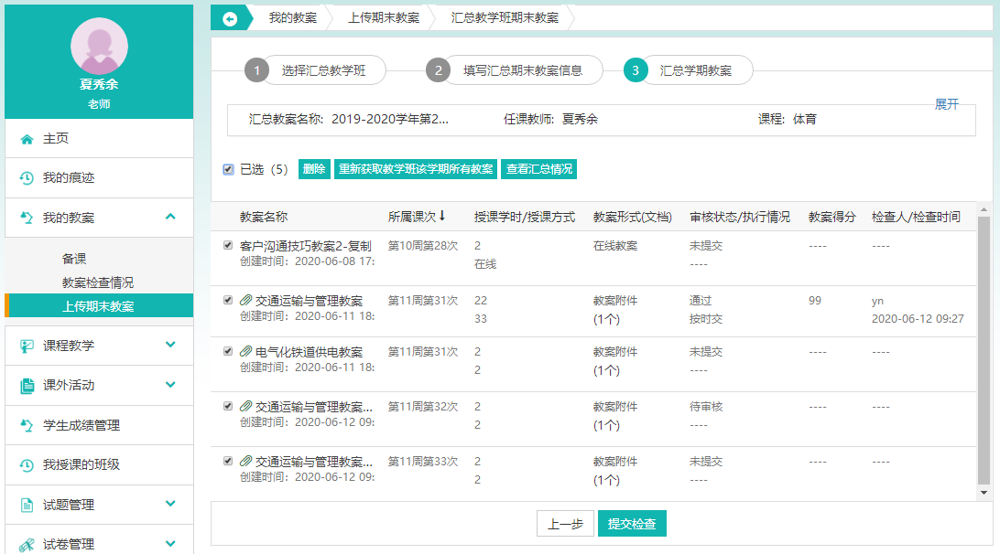 夏秀余
老师
主页
我的痕迹
我的教案
备课
教案检查情况
上传期末教案
课程教学
课外活动
学生成绩管理
我授课的班级
试题管理
试卷管理
我的教案 上传期末教案 汇总教学班期末教案
1 选择汇总教学班 2 填写汇总期末教案信息 3 汇总学期教案
展开
汇总教案名称: 2019-2020学年第2... 任课教师: 夏秀余 课程: 体育
已选（5） 删除 重新获取教学班该学期所有教案 查看汇总情况
教案名称 所属课次 授课学时/授课方式 教案形式(文档) 审核状态/执行情况 教案得分 检查人/检查时间
客户沟通技巧教案2-复制 第10周第28次 2 在线教案 未提交 ---- ----
创建时间：2020-06-08 17: 在线 ----
交通运输与管理教案 第11周第31次 22 教案附件 通过 99 yn
创建时间：2020-06-11 18: 33 (1个) 按时交 2020-06-12 09:27
电气化铁道供电教案 第11周第31次 2 教案附件 未提交 ---- ----
创建时间：2020-06-11 18: 2 (1个) ----
交通运输与管理教案... 第11周第32次 2 教案附件 待审核 ---- ----
创建时间：2020-06-12 09: 2 (1个) ----
交通运输与管理教案... 第11周第33次 2 教案附件 未提交 ---- ----
创建时间：2020-06-12 09: 2 (1个) ----
上一步 提交检查